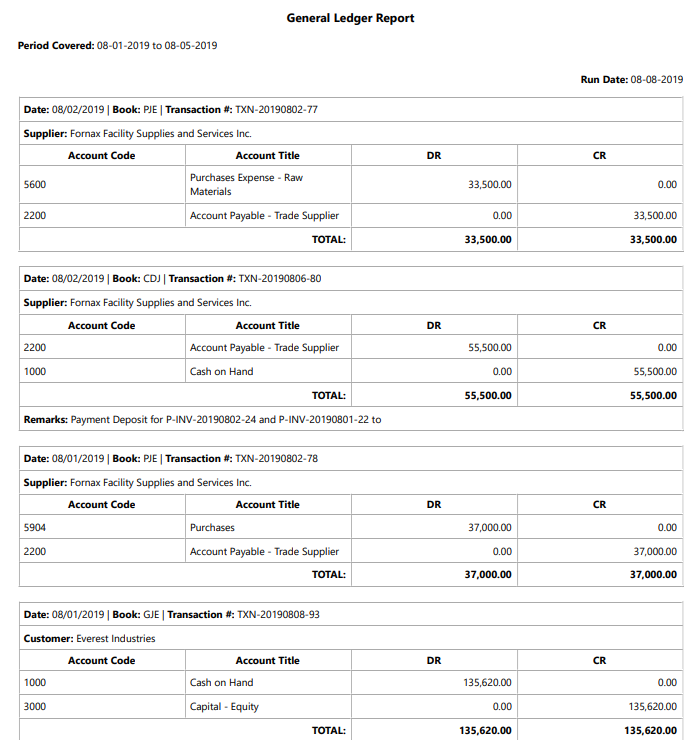 General Ledger Report
Period Covered: 08-01-2019 to 08-05-2019
Run Date: 08-08-2019
Date: 08/02/2019 | Book: PJE | Transaction #: TXN-20190802-77
Supplier: Fornax Facility Supplies and Services Inc.
Account Code Account Title DR CR
5600 Purchases Expense - Raw
Materials 33,500.00 0.00
2200 Account Payable - Trade Supplier 0.00 33,500.00
TOTAL: 33,500.00 33,500.00
Date: 08/02/2019 | Book: CDJ | Transaction #: TXN-20190806-80
Supplier: Fornax Facility Supplies and Services Inc.
Account Code Account Title DR CR
2200 Account Payable - Trade Supplier 55,500.00 0.00
1000 Cash on Hand 0.00 55,500.00
TOTAL: 55,500.00 55,500.00
Remarks: Payment Deposit for P-INV-20190802-24 and P-INV-20190801-22 to
Date: 08/01/2019 | Book: PJE | Transaction #: TXN-20190802-78
Supplier: Fornax Facility Supplies and Services Inc.
Account Code Account Title DR CR
5904 Purchases 37,000.00 0.00
2200 Account Payable - Trade Supplier 0.00 37,000.00
TOTAL: 37,000.00 37,000.00
Date: 08/01/2019 | Book: GJE | Transaction #: TXN-20190808-93
Customer: Everest Industries
Account Code Account Title DR CR
1000 Cash on Hand 135,620.00 0.00
3000 Capital - Equity 0.00 135,620.00
TOTAL: 135,620.00 135,620.00